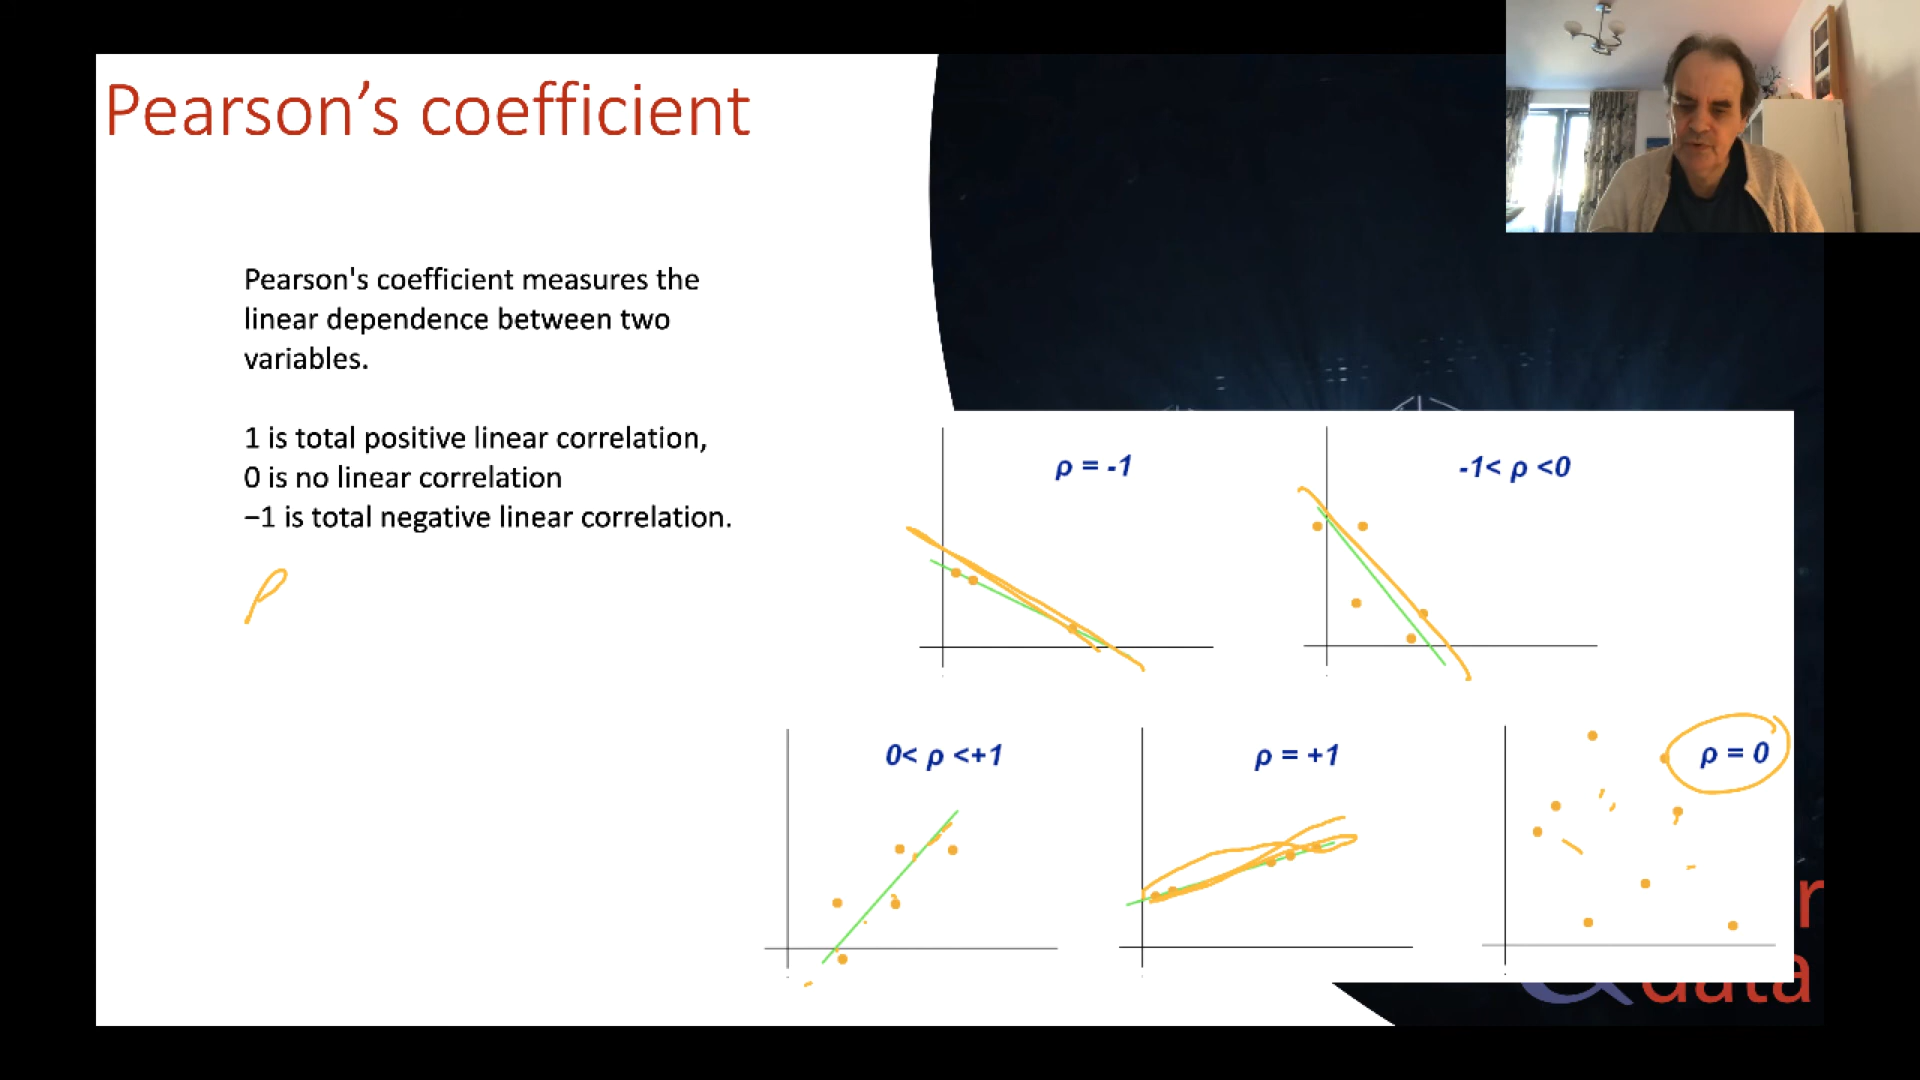 Pearson’s coefficient
Pearson's coefficient measures the
linear dependence between two
variables.
1 is total positive linear correlation,
0 is no linear correlation
−1 is total negative linear correlation.
ρ
ρ = -1
-1< ρ <0
0< ρ <+1
ρ = +1
ρ = 0
r
& data